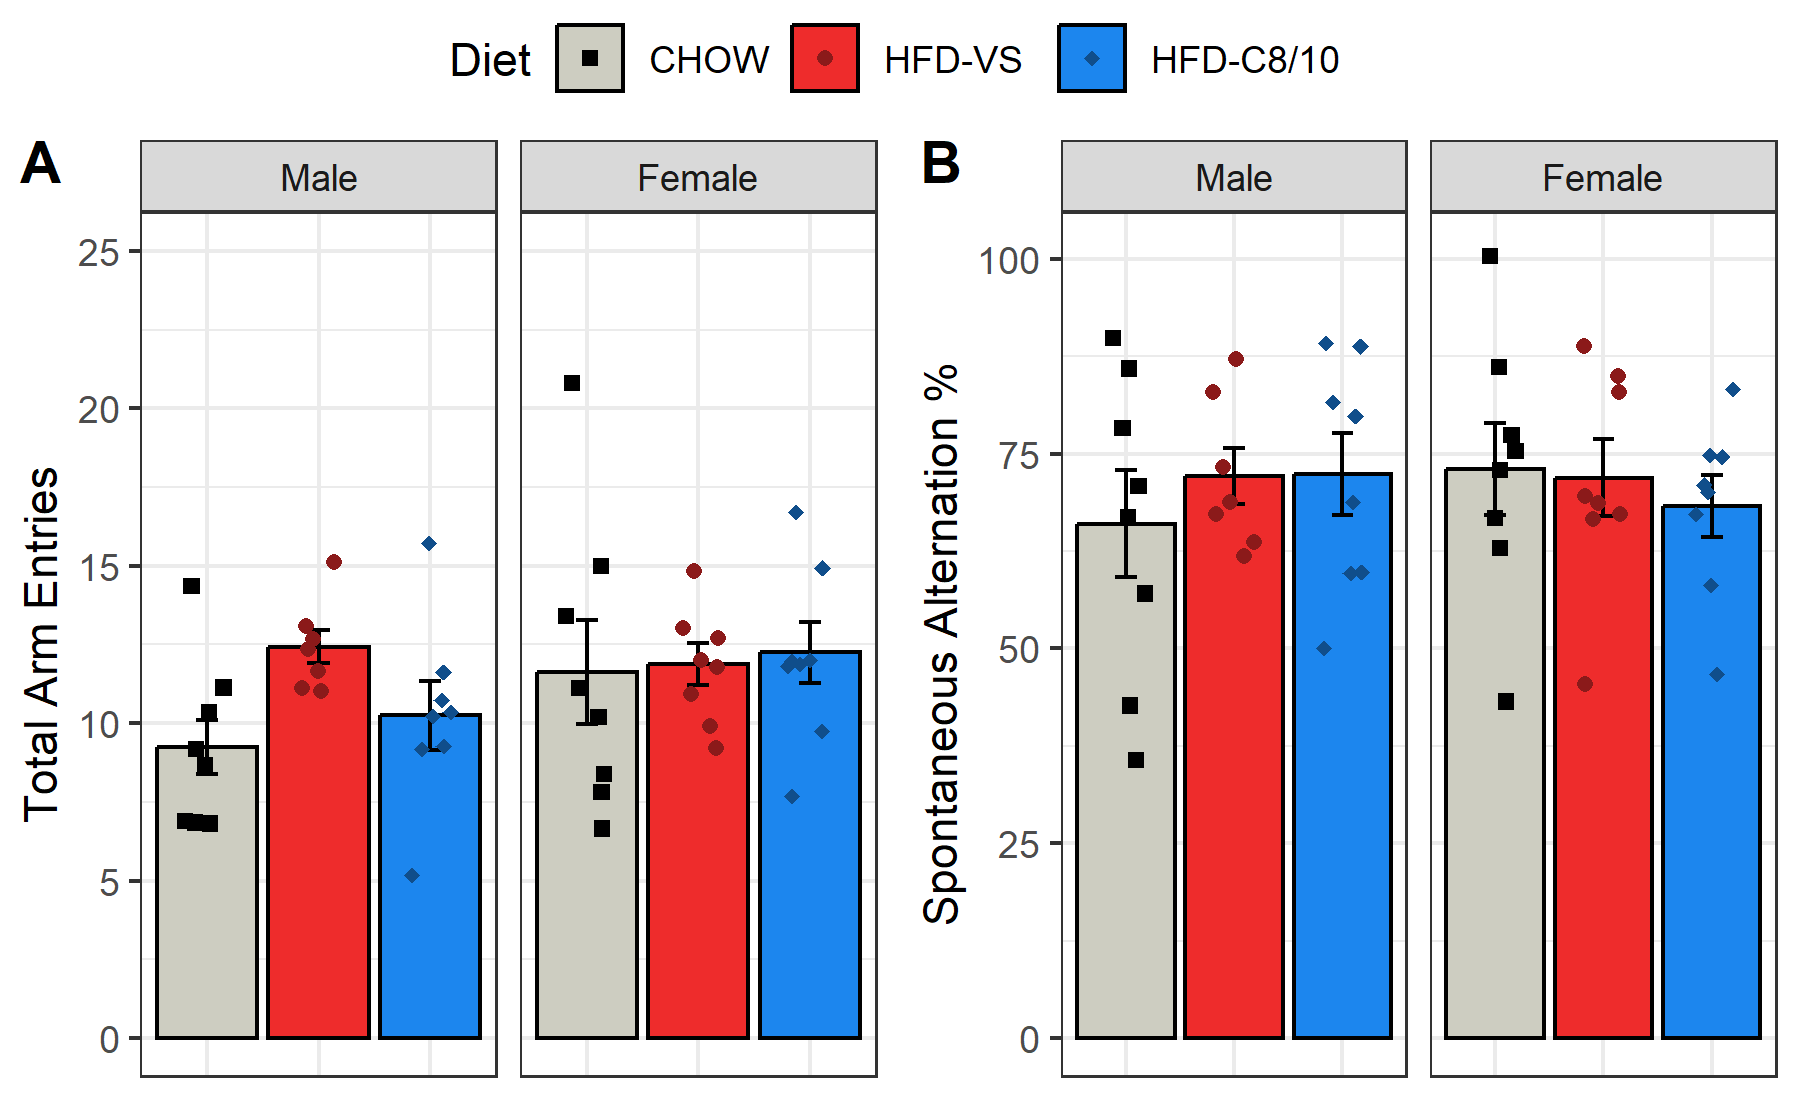 Diet CHOW HFD-VS HFD-C8/10
A
Male Female
Total Arm Entries
25
20
15
10
5
0
B
Male Female
Spontaneous Alternation %
100
75
50
25
0